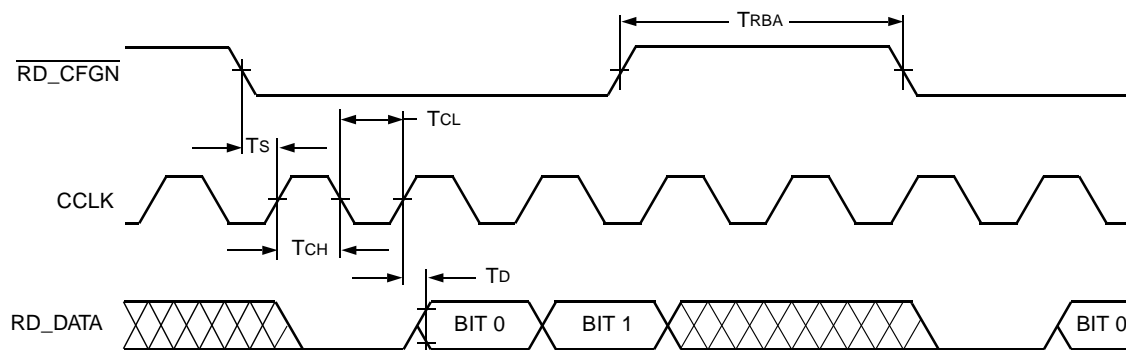 TRBA
RD_CFGN
TCL
TS
CCLK
TCH
TD
RD_DATA
BIT 0
BIT 1
BIT 0